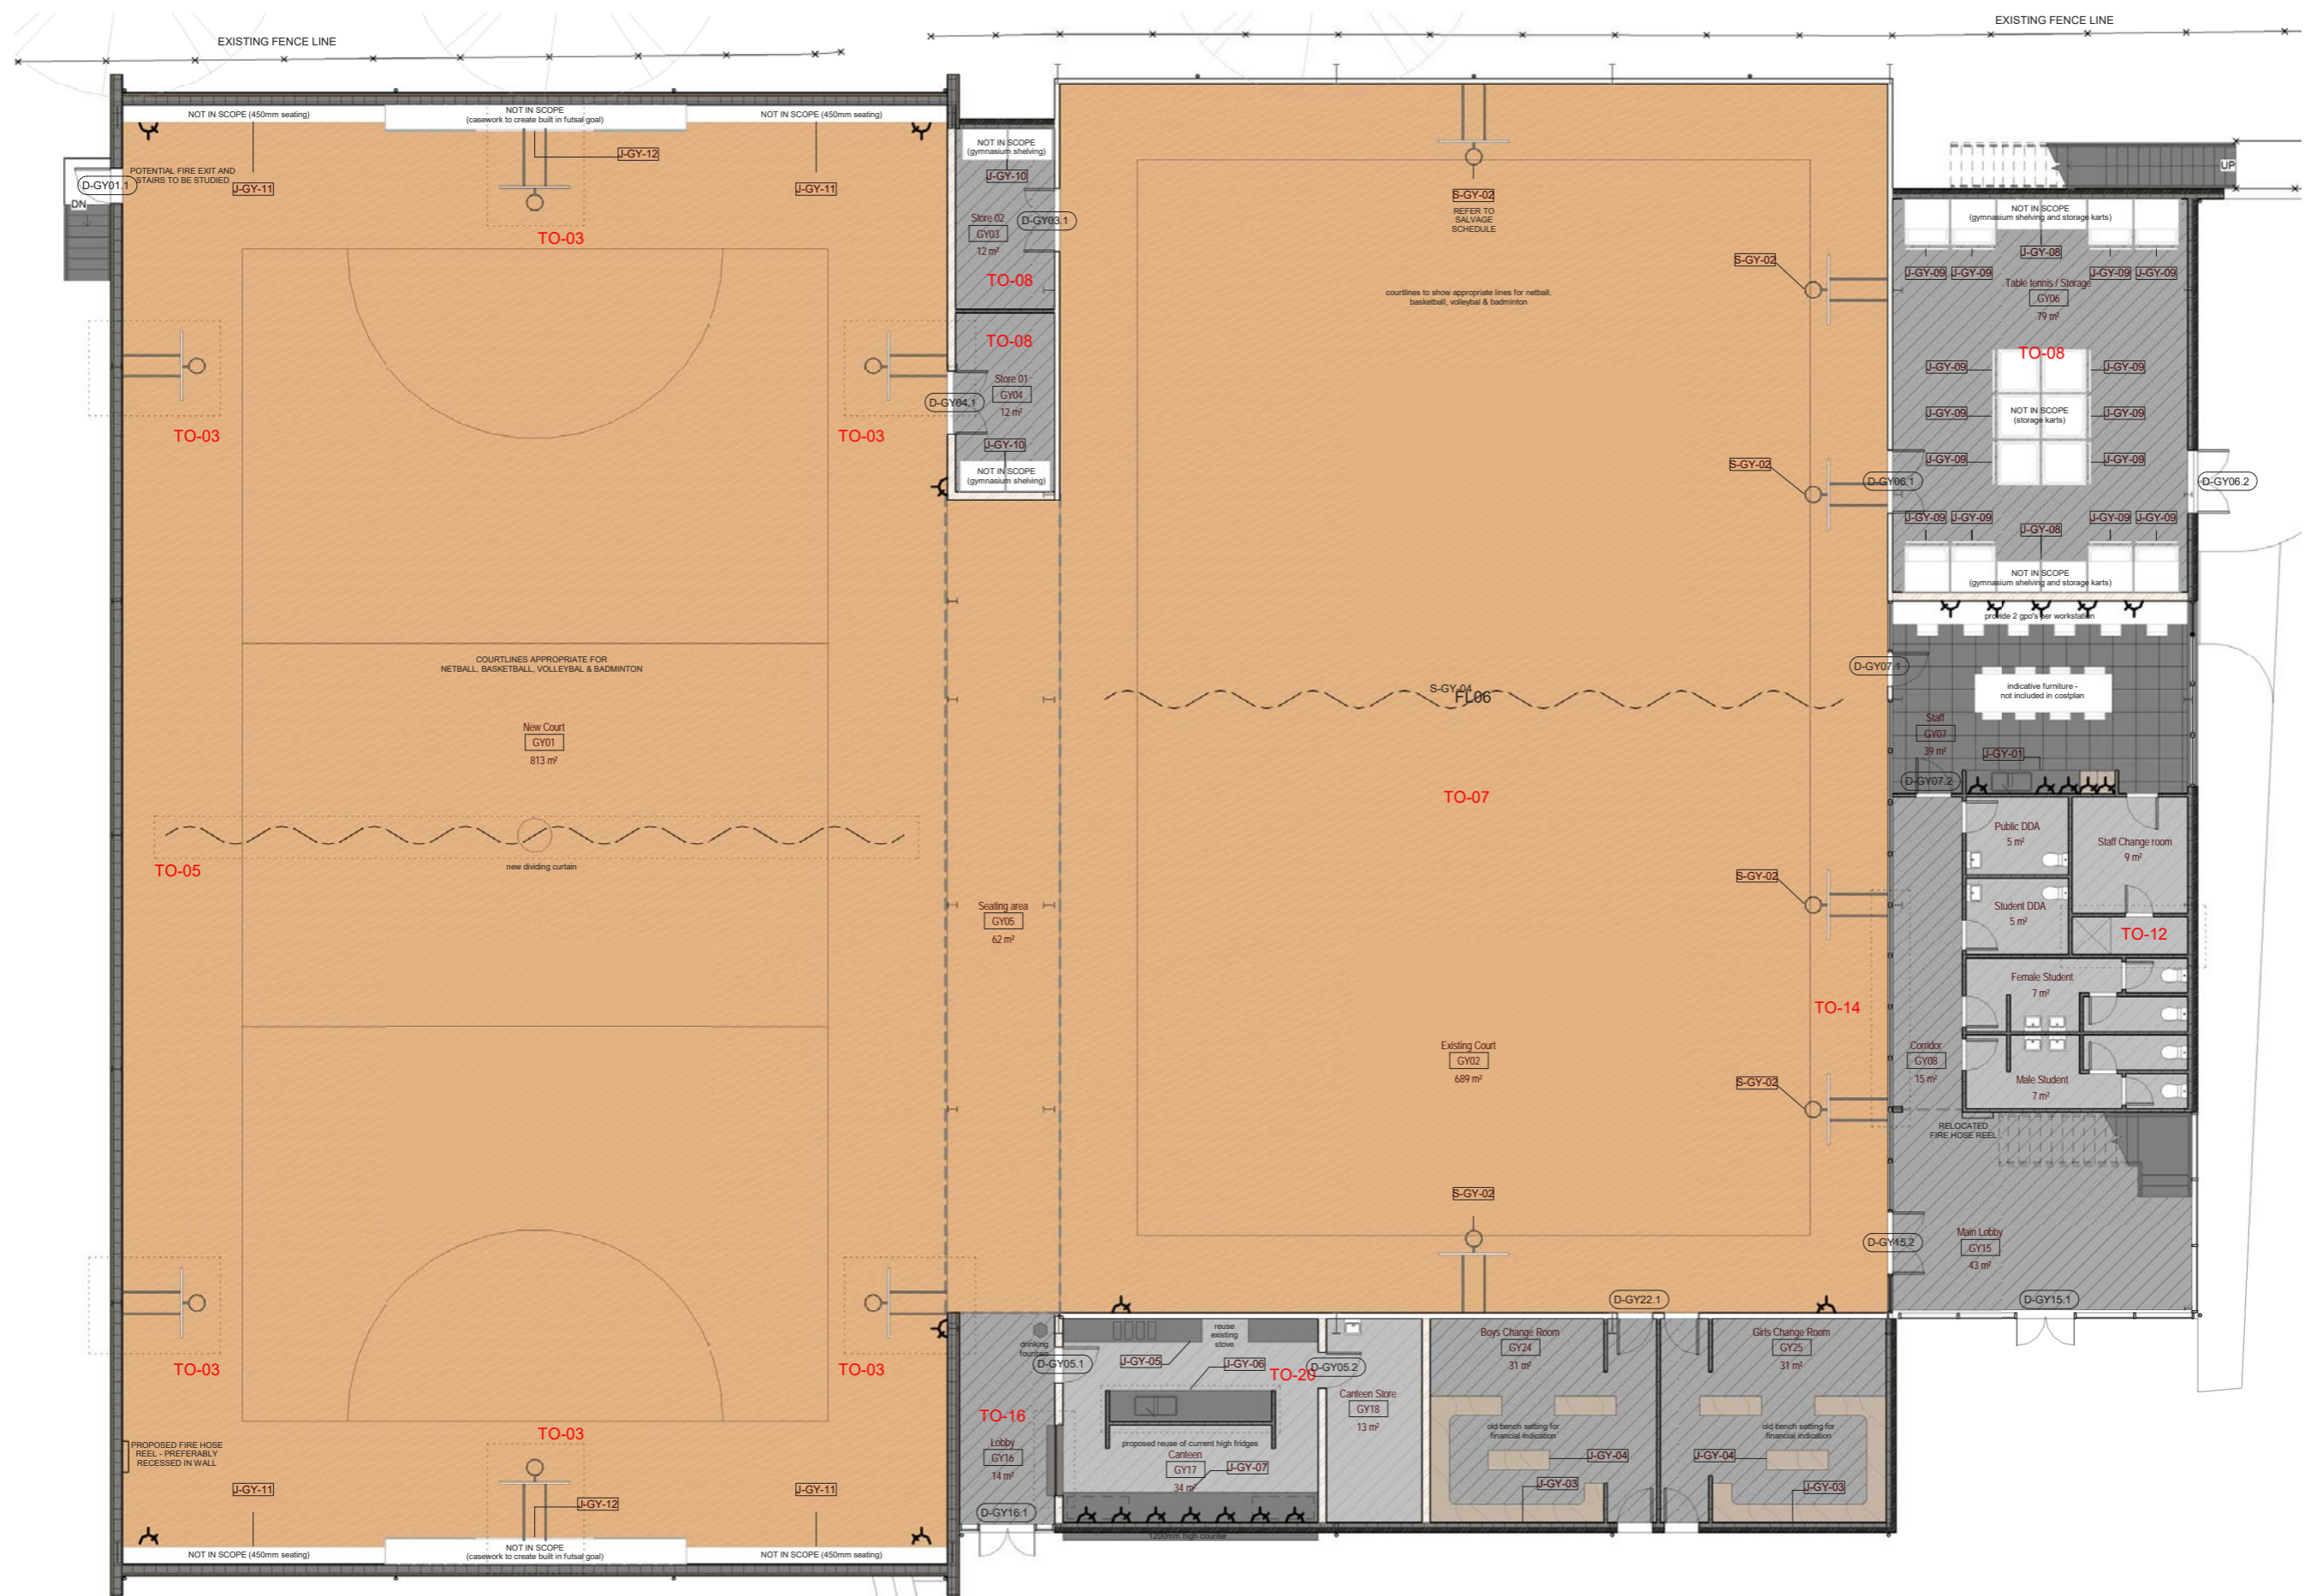 EXISTING FENCE LINE
EXISTING FENCE LINE
NOT IN SCOPE (450mm seating)
NOT IN SCOPE
(casework to create built in futsal goal)
NOT IN SCOPE (450mm seating)
J-GY-12
POTENTIAL FIRE EXIT AND
STAIRS TO BE STUDIED
D-GY01.1
DN
J-GY-11
J-GY-11
TO-03
NOT IN SCOPE
(gymnasium shelving)
J-GY-10
Store 02
GY03
12 m²
D-GY03.1
TO-08
TO-08
Store 01
GY04
12 m²
D-GY04.1
J-GY-10
NOT IN SCOPE
(gymnasium shelving)
TO-03
TO-03
S-GY-02
REFER TO
SALVAGE
SCHEDULE
S-GY-02
courtlines to show appropriate lines for netball,
basketball, volleybal & badminton
S-GY-02
UP
NOT IN SCOPE
(gymnasium shelving and storage karts)
J-GY-08
J-GY-09
J-GY-09
J-GY-09
J-GY-09
Table tennis / Storage
GY06
79 m²
TO-08
J-GY-09
J-GY-09
J-GY-09
NOT IN SCOPE
(storage karts)
J-GY-09
J-GY-09
J-GY-09
D-GY06.1
D-GY06.2
J-GY-09
J-GY-09
J-GY-08
J-GY-09
J-GY-09
NOT IN SCOPE
(gymnasium shelving and storage karts)
provide 2 gpo's per workstation
D-GY07.1
indicative furniture -
not included in costplan
Staff
GY07
39 m²
J-GY-01
D-GY07.2
COURTLINES APPROPRIATE FOR
NETBALL, BASKETBALL, VOLLEYBAL & BADMINTON
New Court
GY01
813 m²
S-GY-04
FL06
TO-07
TO-05
new dividing curtain
Seating area
GY05
62 m²
S-GY-02
Public DDA
5 m²
Staff Change room
9 m²
Student DDA
5 m²
TO-12
Female Student
7 m²
TO-14
Existing Court
GY02
689 m²
S-GY-02
Corridor
GY08
15 m²
Male Student
7 m²
RELOCATED
FIRE HOSE REEL
S-GY-02
D-GY15.2
Main Lobby
GY15
43 m²
D-GY15.1
D-GY22.1
TO-03
TO-03
TO-03
drinking
fountain
D-GY05.1
reuse
existing
stove
J-GY-05
J-GY-06
TO-20
D-GY05.2
Canteen Store
GY18
13 m²
Boys Change Room
GY24
31 m²
Girls Change Room
GY25
31 m²
TO-16
Lobby
GY16
14 m²
proposed reuse of current high fridges
Canteen
GY17
34 m²
J-GY-07
old bench setting for
financial indication
J-GY-04
J-GY-03
old bench setting for
financial indication
J-GY-04
J-GY-03
D-GY16.1
1200mm high counter
PROPOSED FIRE HOSE
REEL - PREFERABLY
RECESSED IN WALL
J-GY-11
J-GY-12
J-GY-11
NOT IN SCOPE (450mm seating)
NOT IN SCOPE
(casework to create built in futsal goal)
NOT IN SCOPE (450mm seating)